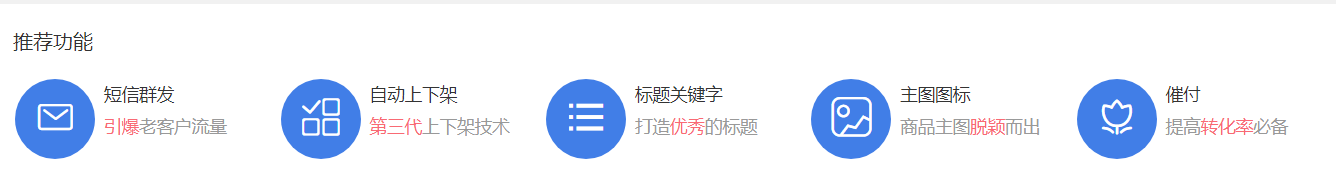 推荐功能
短信群发
引爆老客户流量
自动上下架
第三代上下架技术
标题关键字
打造优秀的标题
主图图标
商品主图脱颖而出
催付
提高转化率必备